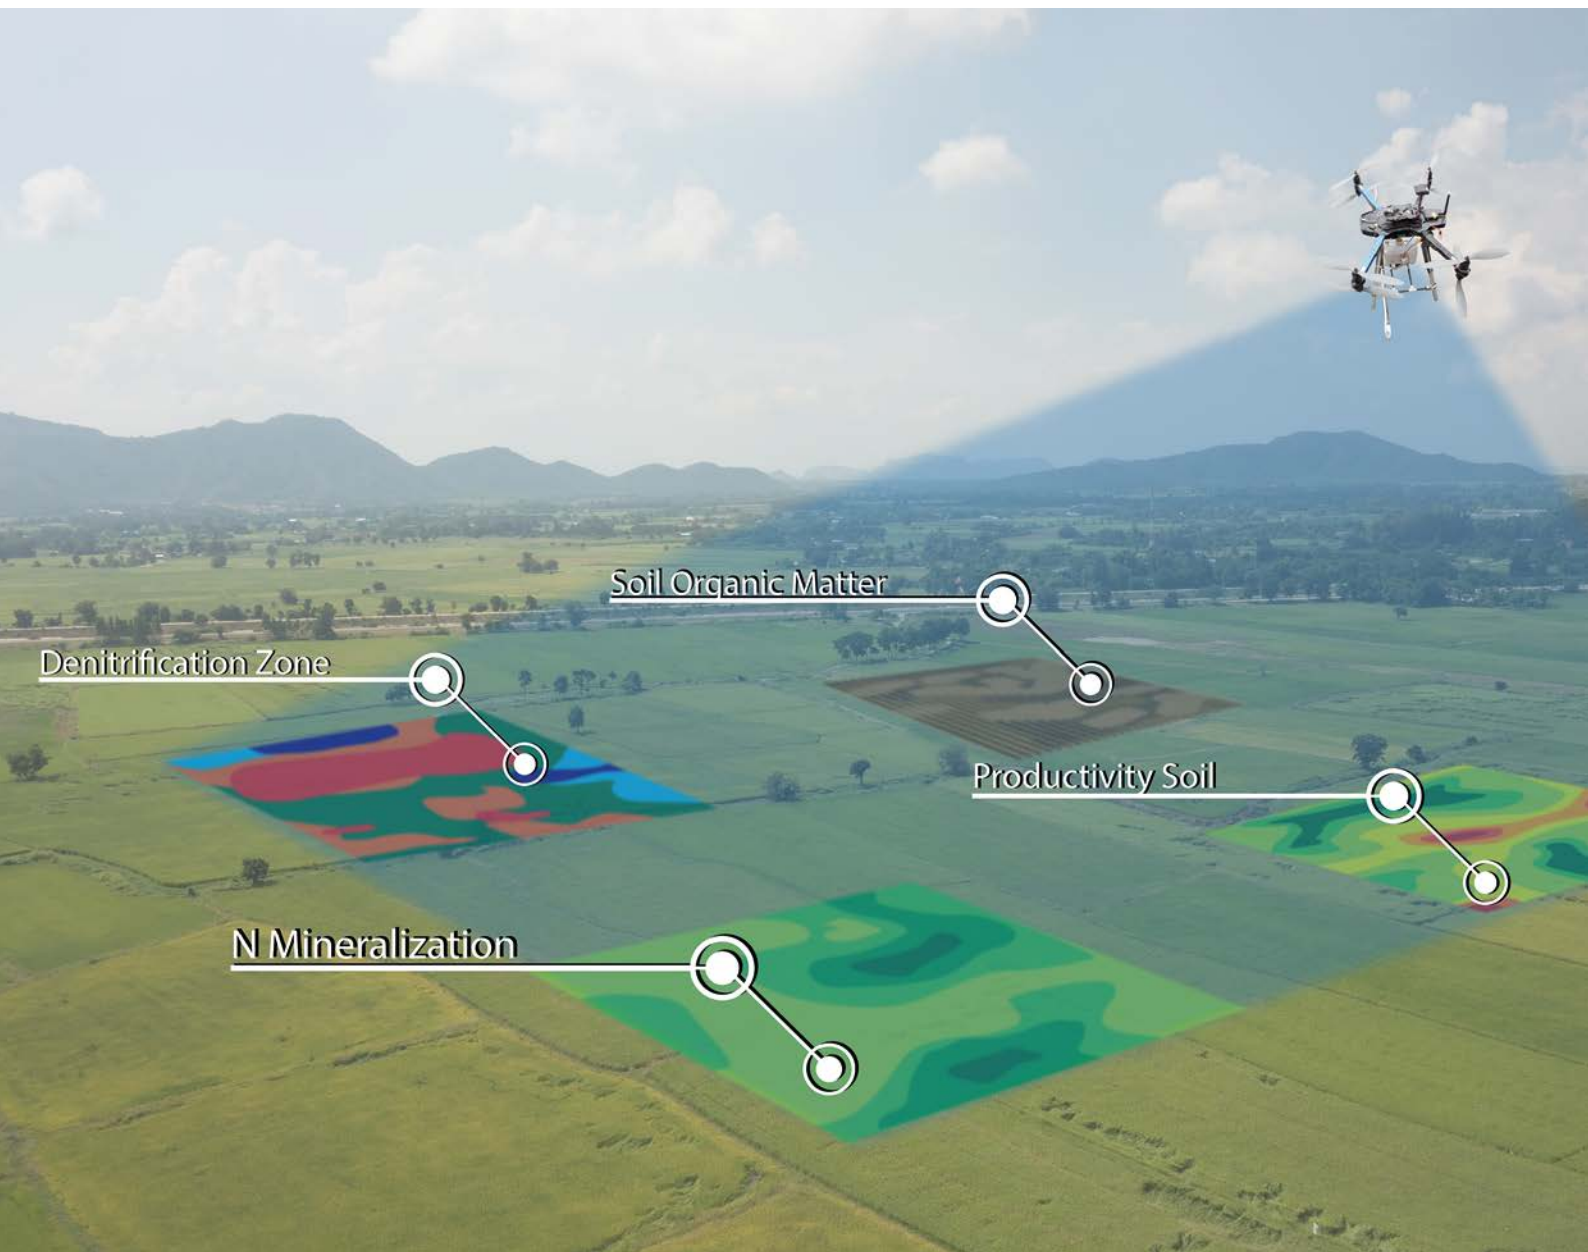 Soil Organic Matter
Denitrification Zone
Productivity Soil
N Mineralization